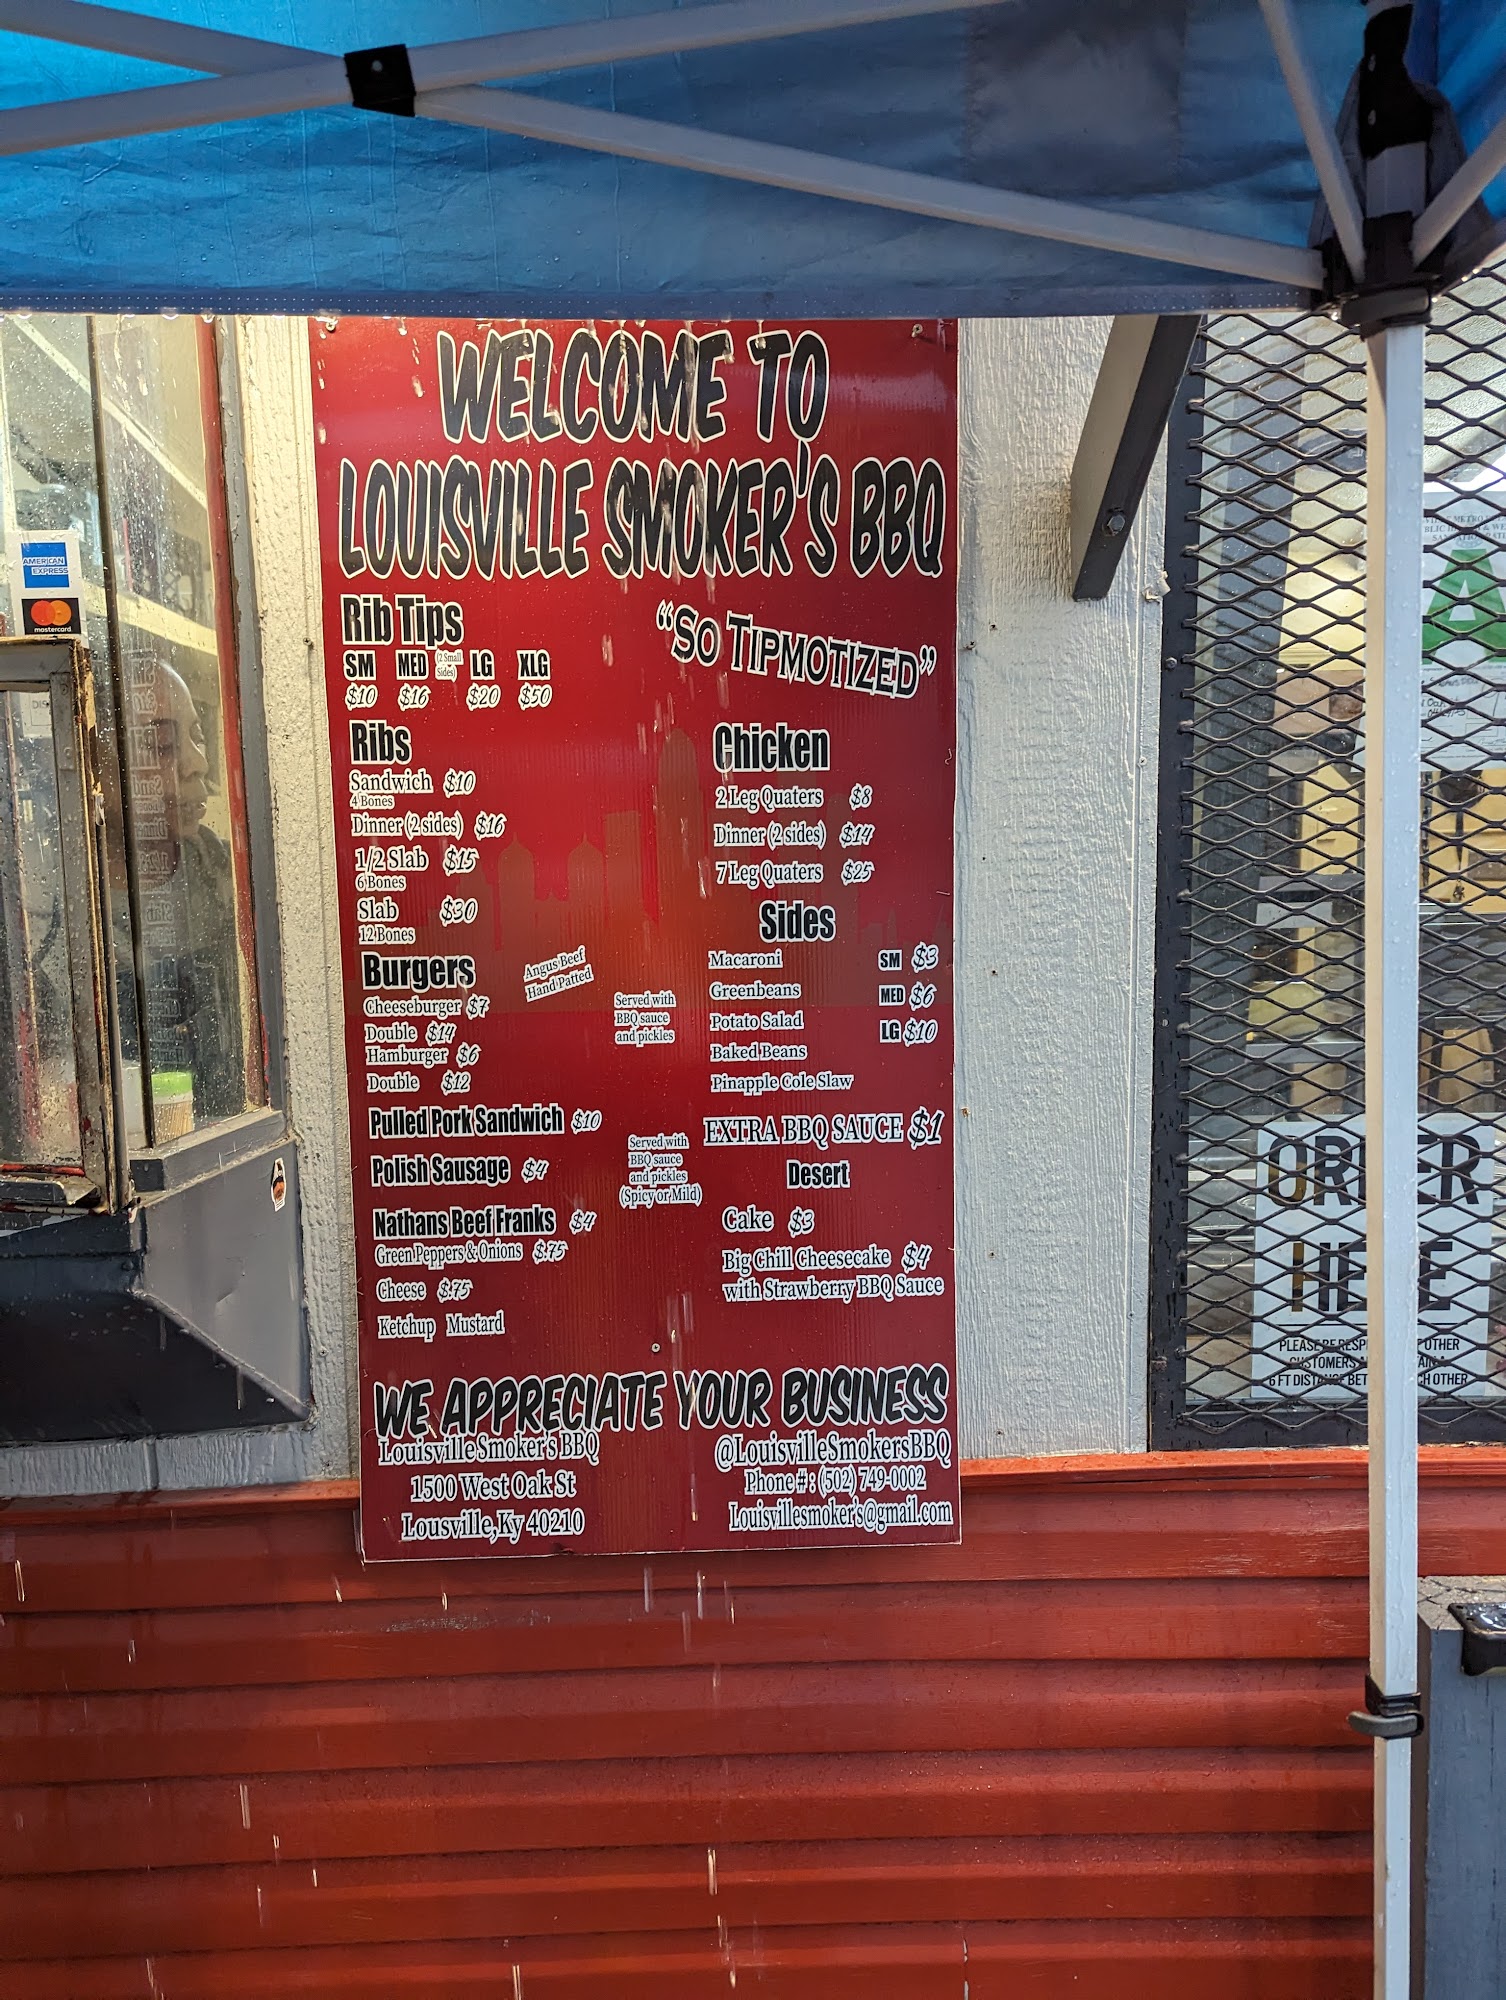 WELCOME TO
LOUISVILLE SMOKER'S BBQ
Rib Tips
SM MED (2 Small Sides) LG XLG
$10 $16 $20 $50
"SO TIPMOTIZED"
Ribs
Sandwich $10
4 Bones
Dinner (2 sides) $16
1/2 Slab $15
6 Bones
Slab $30
12 Bones
Burgers
Angus Beef
Hand Patted
Cheeseburger $7
Double $14
Hamburger $6
Double $12
Served with
BBQ sauce
and pickles
Pulled Pork Sandwich $10
Polish Sausage $4
Served with
BBQ sauce
and pickles
(Spicy or Mild)
Nathans Beef Franks $4
Green Peppers & Onions $.75
Cheese $.75
Ketchup Mustard
Chicken
2 Leg Quaters $8
Dinner (2 sides) $14
7 Leg Quaters $25
Sides
Macaroni SM $3
Greenbeans MED $6
Potato Salad LG $10
Baked Beans
Pinapple Cole Slaw
EXTRA BBQ SAUCE $1
Desert
Cake $3
Big Chill Cheesecake $4
with Strawberry BBQ Sauce
WE APPRECIATE YOUR BUSINESS
Louisville Smoker's BBQ
1500 West Oak St
Lousville, Ky 40210
@LouisvilleSmokersBBQ
Phone # : (502) 749-0002
Louisvillesmoker's@gmail.com
AMERICAN
EXPRESS
mastercard
A
ORDER
HERE
PLEASE BE OTHER
CUSTOMERS
6 FT